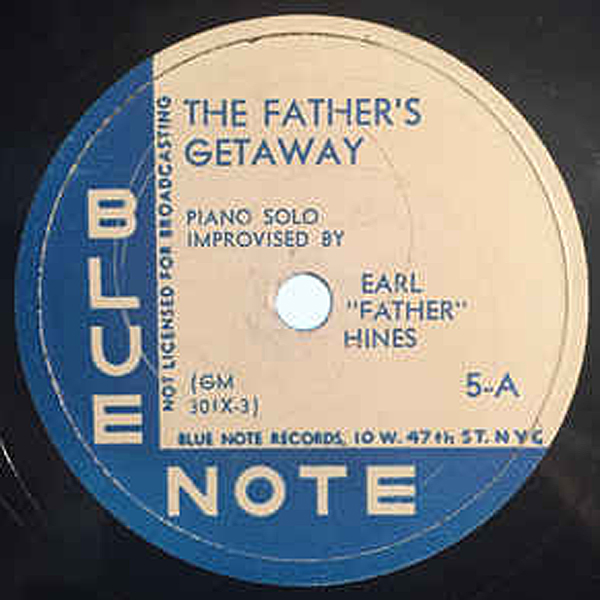 THE FATHER'S
GETAWAY
PIANO SOLO
IMPROVISED BY
EARL
"FATHER"
HINES
(GM
501X-3)
5-A
NOT LICENSED FOR BROADCASTING
BLUE NOTE RECORDS, 10 W. 47th ST. N Y C
BLUE
NOTE